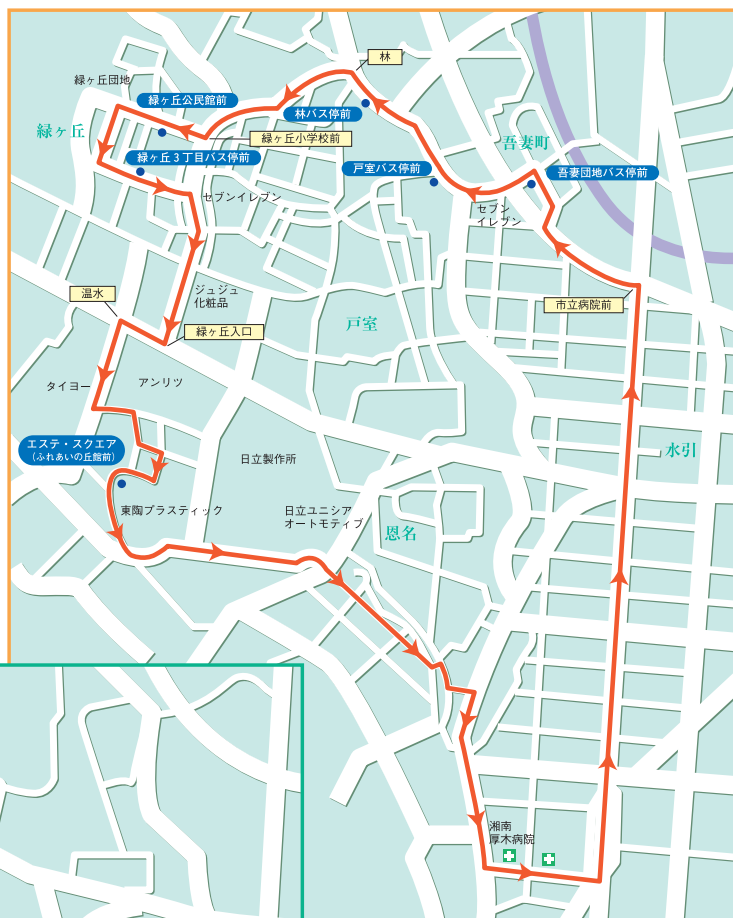 林
緑ヶ丘団地
緑ヶ丘公民館前
林バス停前
緑ヶ丘
緑ヶ丘小学校前
吾妻町
緑ヶ丘3丁目バス停前
戸室バス停前
吾妻団地バス停前
セブンイレブン
セブン
イレブン
ジュジュ
化粧品
温水
市立病院前
緑ヶ丘入口
戸室
タイヨー
アンリツ
エステ・スクエア
(ふれあいの丘館前)
日立製作所
水引
東陶プラスティック
日立ユニシア
オートモティブ
恩名
湘南
厚木病院